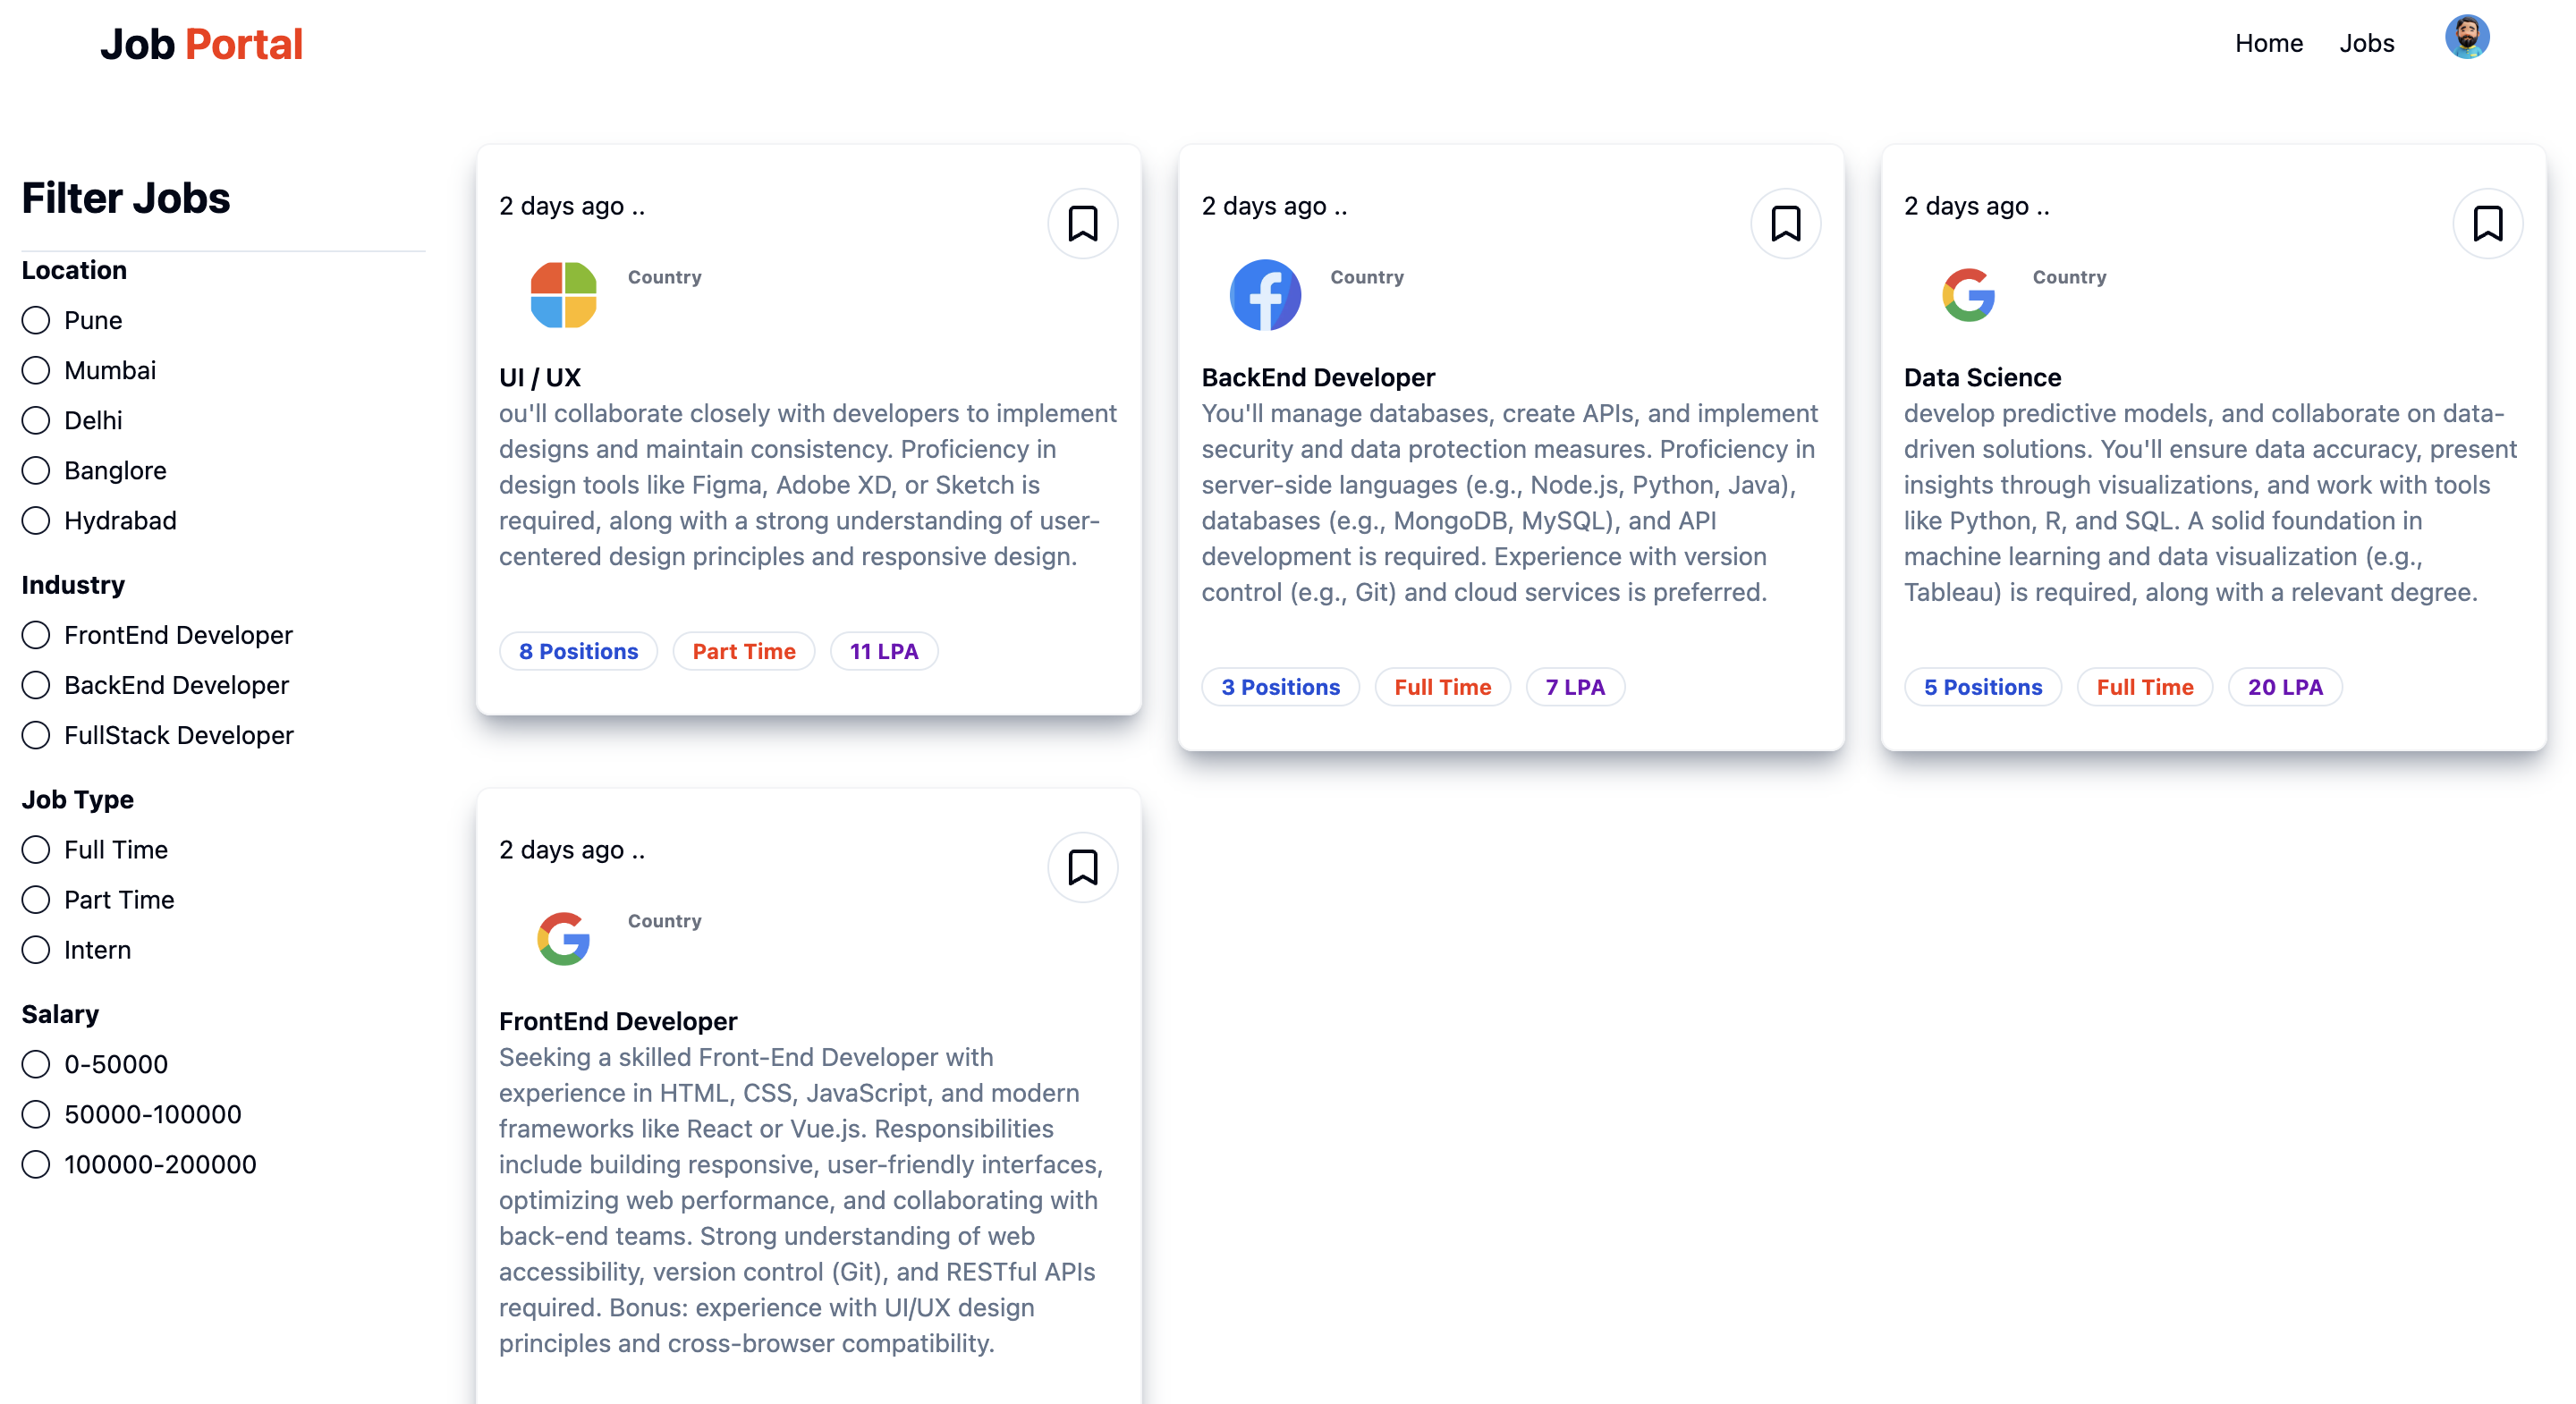 Job Portal
Home Jobs
Filter Jobs
Location
Pune
Mumbai
Delhi
Banglore
Hydrabad
Industry
FrontEnd Developer
BackEnd Developer
FullStack Developer
Job Type
Full Time
Part Time
Intern
Salary
0-50000
50000-100000
100000-200000
2 days ago ..
Country
UI / UX
ou'll collaborate closely with developers to implement
designs and maintain consistency. Proficiency in
design tools like Figma, Adobe XD, or Sketch is
required, along with a strong understanding of user-
centered design principles and responsive design.
8 Positions Part Time 11 LPA
2 days ago ..
Country
BackEnd Developer
You'll manage databases, create APIs, and implement
security and data protection measures. Proficiency in
server-side languages (e.g., Node.js, Python, Java),
databases (e.g., MongoDB, MySQL), and API
development is required. Experience with version
control (e.g., Git) and cloud services is preferred.
3 Positions Full Time 7 LPA
2 days ago ..
Country
Data Science
develop predictive models, and collaborate on data-
driven solutions. You'll ensure data accuracy, present
insights through visualizations, and work with tools
like Python, R, and SQL. A solid foundation in
machine learning and data visualization (e.g.,
Tableau) is required, along with a relevant degree.
5 Positions Full Time 20 LPA
2 days ago ..
Country
FrontEnd Developer
Seeking a skilled Front-End Developer with
experience in HTML, CSS, JavaScript, and modern
frameworks like React or Vue.js. Responsibilities
include building responsive, user-friendly interfaces,
optimizing web performance, and collaborating with
back-end teams. Strong understanding of web
accessibility, version control (Git), and RESTful APIs
required. Bonus: experience with UI/UX design
principles and cross-browser compatibility.